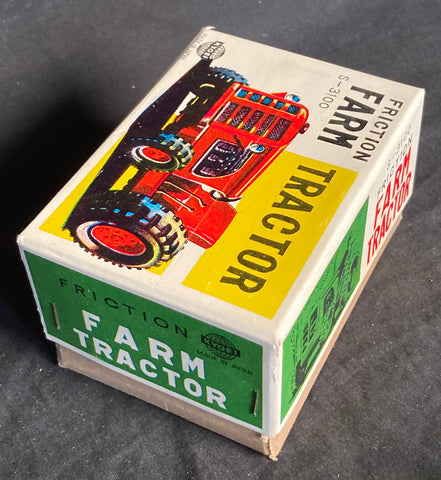 FRICTION
FARM
S-3100
TRACTOR
FRICTION
FARM
TRACTOR
MADE IN JAPAN
FRICTION
FARM
TRACTOR